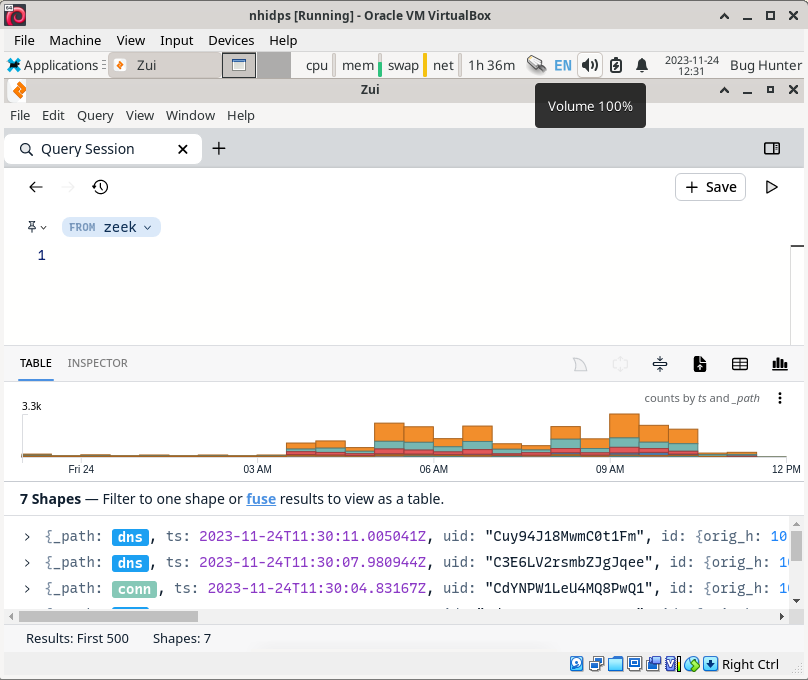 nhidps [Running] - Oracle VM VirtualBox
File Machine View Input Devices Help
Applications Zui cpu mem swap net 1h 36m EN 2023-11-24 12:31 Bug Hunter
Zui
Volume 100%
File Edit Query View Window Help
Query Session
+ Save
FROM zeek
1
TABLE INSPECTOR
counts by ts and _path
3.3k
Fri 24 03 AM 06 AM 09 AM 12 PM
7 Shapes — Filter to one shape or fuse results to view as a table.
{_path: dns, ts: 2023-11-24T11:30:11.005041Z, uid: "Cuy94J18MwmC0t1Fm", id: {orig_h: 10
{_path: dns, ts: 2023-11-24T11:30:07.980944Z, uid: "C3E6LV2rsmbZJgJqee", id: {orig_h: 1
{_path: conn, ts: 2023-11-24T11:30:04.83167Z, uid: "CdYNPW1LeU4MQ8PwQ1", id: {orig_h: 1
Results: First 500 Shapes: 7
Right Ctrl